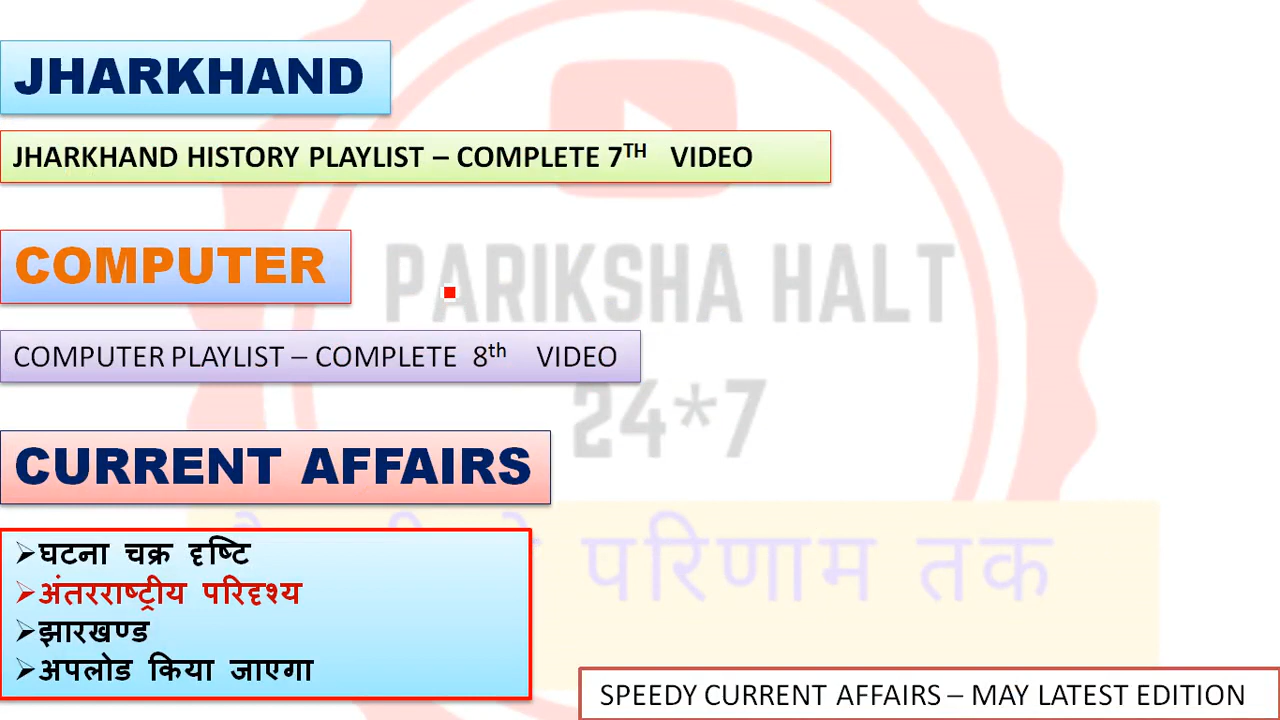 JHARKHAND
JHARKHAND HISTORY PLAYLIST – COMPLETE 7TH VIDEO
PARIKSHA HALT
COMPUTER
COMPUTER PLAYLIST – COMPLETE 8th VIDEO
24*7
CURRENT AFFAIRS
परिणाम तक
➢घटना चक्र दृष्टि
➢अंतरराष्ट्रीय परिदृश्य
➢झारखण्ड
➢अपलोड किया जाएगा
SPEEDY CURRENT AFFAIRS – MAY LATEST EDITION